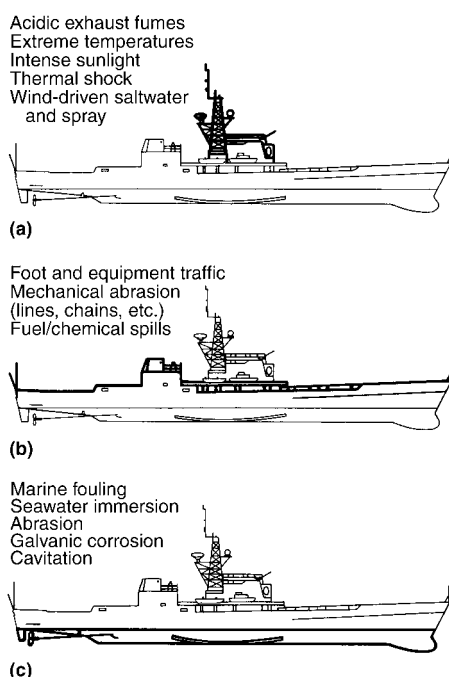 Acidic exhaust fumes
Extreme temperatures
Intense sunlight
Thermal shock
Wind-driven saltwater
and spray
(a)
Foot and equipment traffic
Mechanical abrasion
(lines, chains, etc.)
Fuel/chemical spills
(b)
Marine fouling
Seawater immersion
Abrasion
Galvanic corrosion
Cavitation
(c)